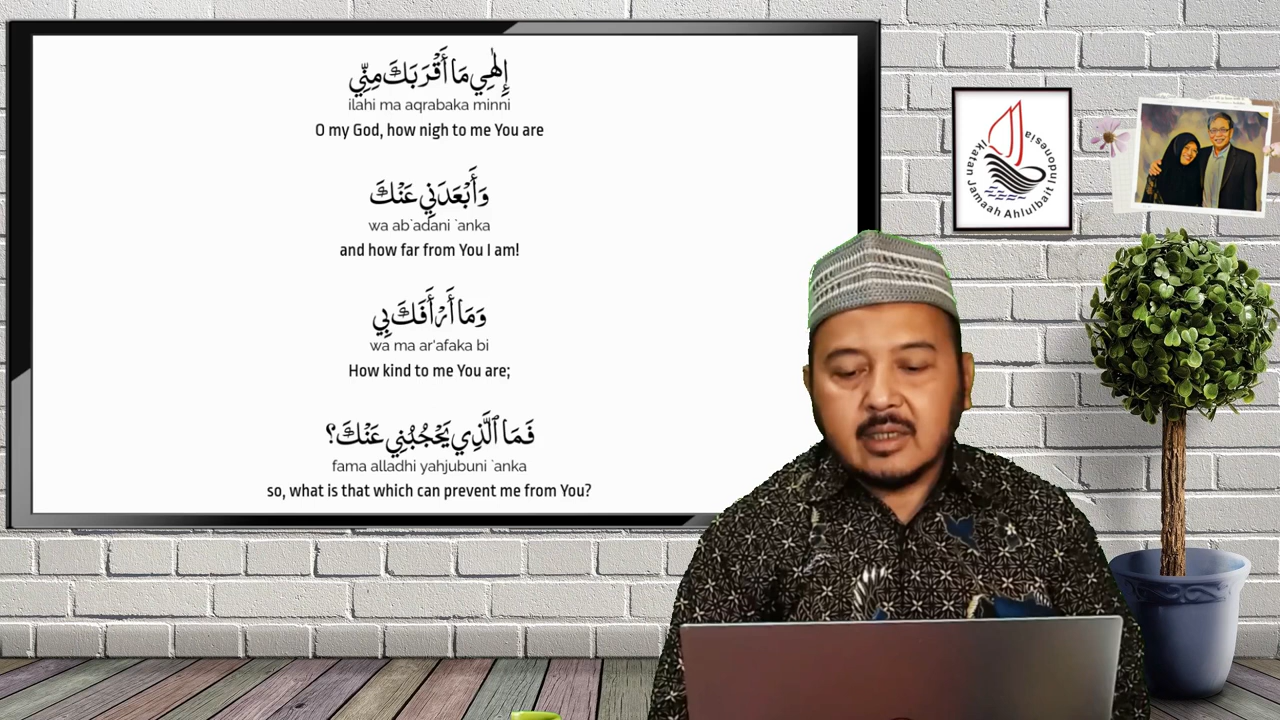 إِلٰهِي مَا أَقْرَبَكَ مِنِّي
ilahi ma aqrabaka minni
O my God, how nigh to me You are
وَأَبْعَدَنِي عَنْكَ
wa ab`adani `anka
and how far from You I am!
وَمَا أَرْأَفَكَ بِي
wa ma ar'afaka bi
How kind to me You are;
فَمَا ٱلَّذِي يَحْجُبُنِي عَنْكَ؟
fama alladhi yahjubuni `anka
so, what is that which can prevent me from You?
Ikatan Jamaah Ahlulbait Indonesia